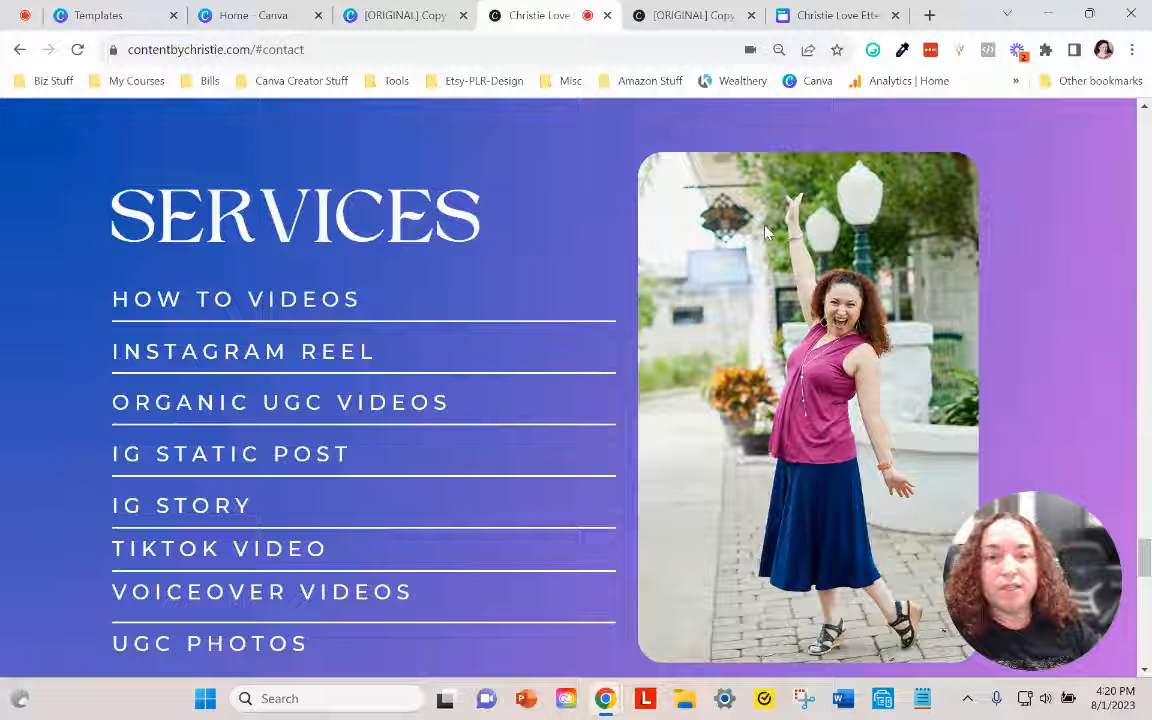 Templates
Home - Canva
[ORIGINAL] Copy
Christie Love
[ORIGINAL] Copy
Christie Love Ette
contentbychristie.com/#contact
2
Biz Stuff
My Courses
Bills
Canva Creator Stuff
Tools
Etsy-PLR-Design
Misc
Amazon Stuff
Wealthery
Canva
Analytics | Home
»
Other bookmarks
SERVICES
HOW TO VIDEOS
INSTAGRAM REEL
ORGANIC UGC VIDEOS
IG STATIC POST
IG STORY
TIKTOK VIDEO
VOICEOVER VIDEOS
UGC PHOTOS
Search
4:20 PM
8/1/2023